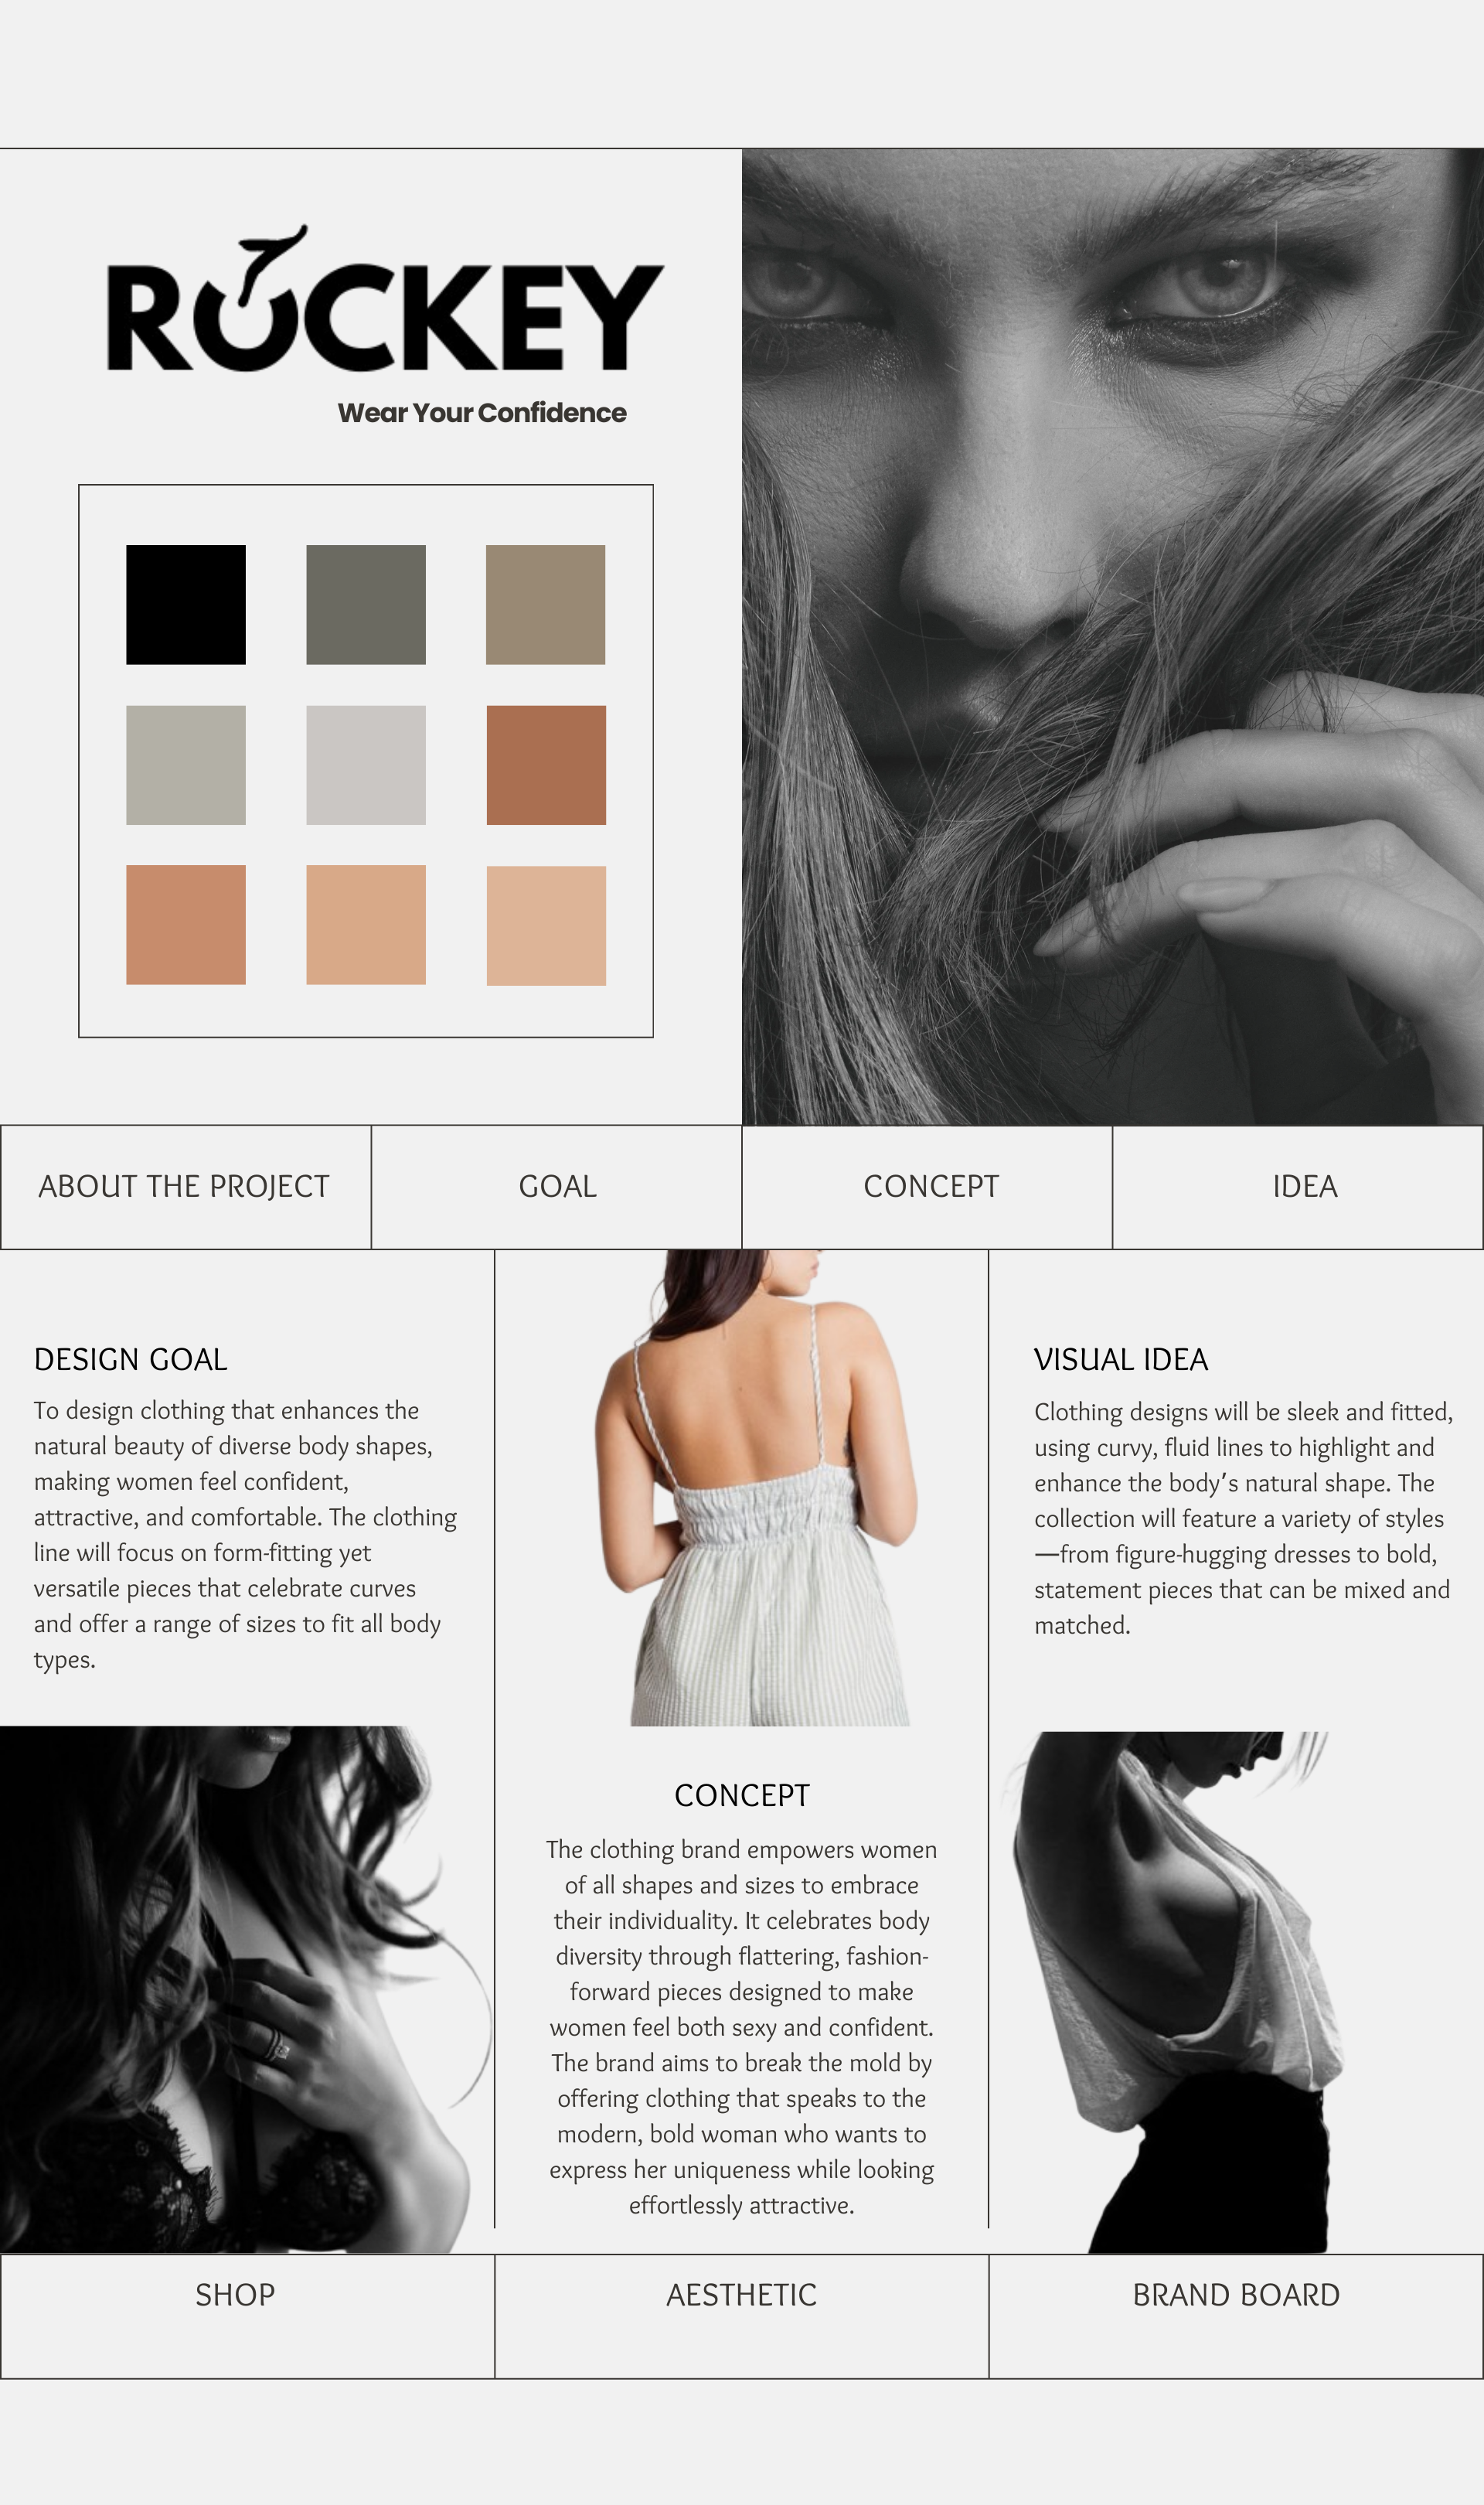 ROCKEY
Wear Your Confidence
ABOUT THE PROJECT
GOAL
CONCEPT
IDEA
DESIGN GOAL
To design clothing that enhances the
natural beauty of diverse body shapes,
making women feel confident,
attractive, and comfortable. The clothing
line will focus on form-fitting yet
versatile pieces that celebrate curves
and offer a range of sizes to fit all body
types.
VISUAL IDEA
Clothing designs will be sleek and fitted,
using curvy, fluid lines to highlight and
enhance the body's natural shape. The
collection will feature a variety of styles
—from figure-hugging dresses to bold,
statement pieces that can be mixed and
matched.
CONCEPT
The clothing brand empowers women
of all shapes and sizes to embrace
their individuality. It celebrates body
diversity through flattering, fashion-
forward pieces designed to make
women feel both sexy and confident.
The brand aims to break the mold by
offering clothing that speaks to the
modern, bold woman who wants to
express her uniqueness while looking
effortlessly attractive.
SHOP
AESTHETIC
BRAND BOARD